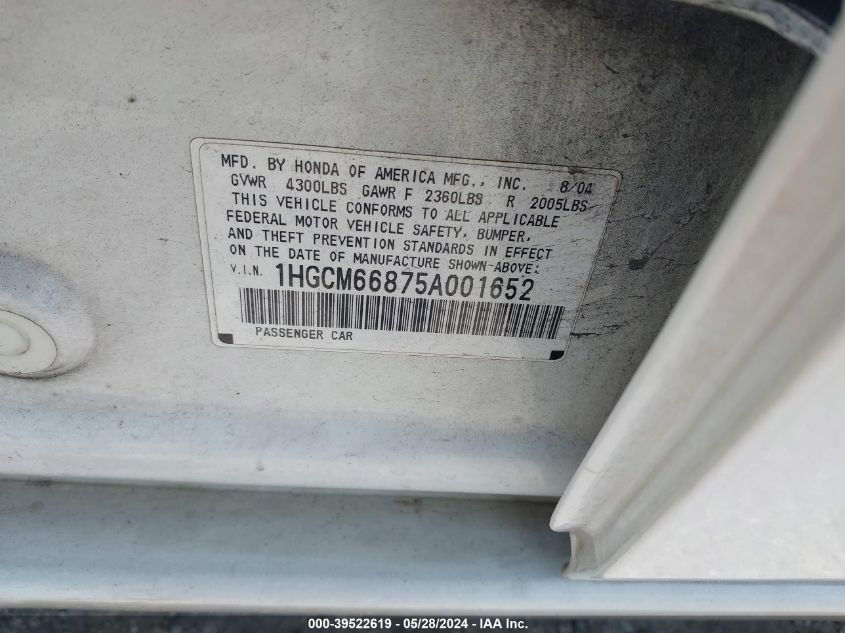 MFD. BY HONDA OF AMERICA MFG., INC. 8/04
GVWR 4300LBS GAWR F 2360LBS R 2005LBS
THIS VEHICLE CONFORMS TO ALL APPLICABLE
FEDERAL MOTOR VEHICLE SAFETY, BUMPER,
AND THEFT PREVENTION STANDARDS IN EFFECT
ON THE DATE OF MANUFACTURE SHOWN ABOVE:
V.I.N. 1HGCM66875A001652
PASSENGER CAR
000-39522619 - 05/28/2024 - IAA Inc.